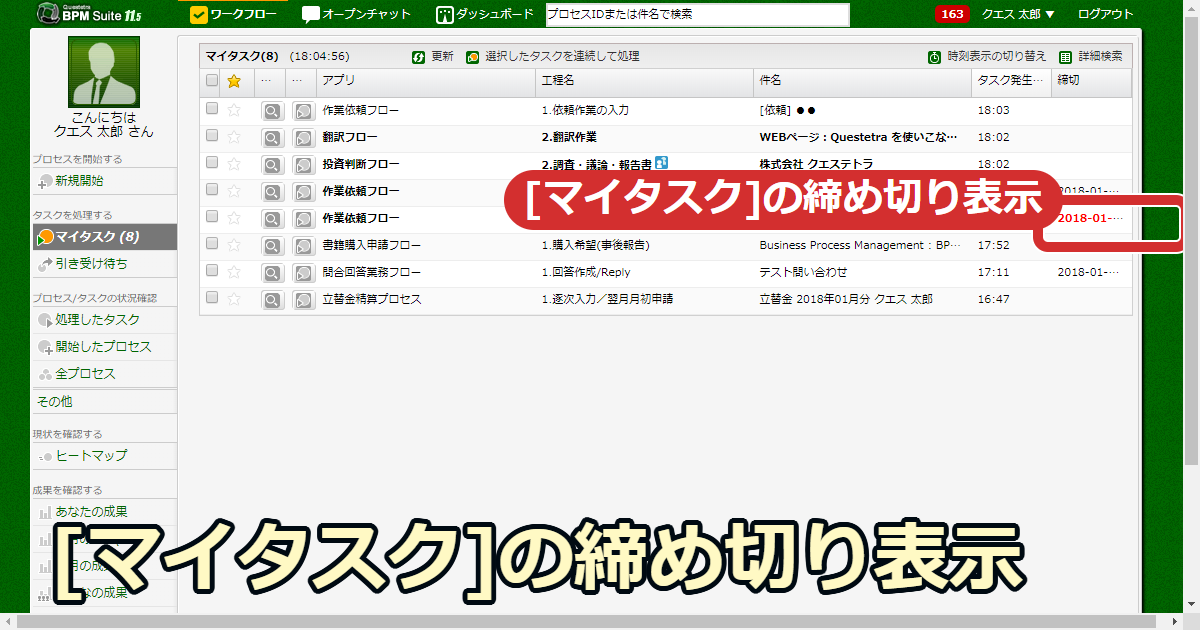 Questetra
BPM Suite 11.5
ワークフロー
オープンチャット
ダッシュボード
プロセスIDまたは件名で検索
163
クエス 太郎 ▼
ログアウト
こんにちは
クエス 太郎 さん
プロセスを開始する
新規開始
タスクを処理する
マイタスク (8)
引き受け待ち
プロセス/タスクの状況確認
処理したタスク
開始したプロセス
全プロセス
その他
現状を確認する
ヒートマップ
成果を確認する
あなたの成果
マイタスク(8) (18:04:56) 更新 選択したタスクを連続して処理 時刻表示の切り替え 詳細検索
… … アプリ 工程名 件名 タスク発生… 締切
作業依頼フロー 1.依頼作業の入力 [依頼] ●● 18:03
翻訳フロー 2.翻訳作業 WEBページ : Questetra を使いこな… 18:02
投資判断フロー 2.調査・議論・報告書 株式会社 クエステトラ 18:02
作業依頼フロー 2018-01-…
作業依頼フロー 2018-01-…
書籍購入申請フロー 1.購入希望(事後報告) Business Process Management : BP… 17:52
問合回答業務フロー 1.回答作成/Reply テスト問い合わせ 17:11 2018-01-…
立替金精算プロセス 1.逐次入力／翌月月初申請 立替金 2018年01月分 クエス 太郎 16:47
[マイタスク]の締め切り表示
[マイタスク]の締め切り表示